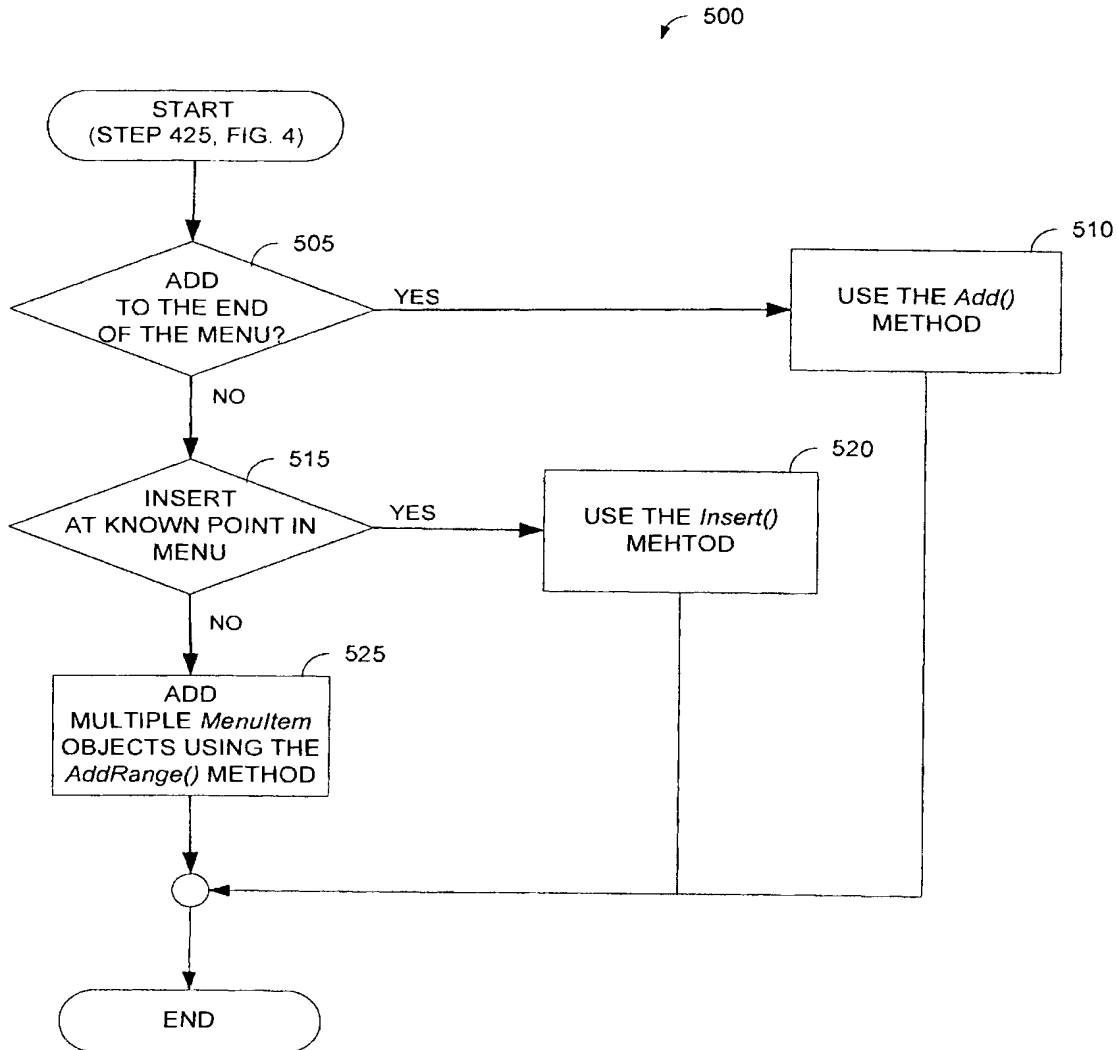 500
START
(STEP 425, FIG. 4)
505
ADD
TO THE END
OF THE MENU?
YES
510
USE THE Add()
METHOD
NO
515
INSERT
AT KNOWN POINT IN
MENU
YES
520
USE THE Insert()
MEHTOD
NO
525
ADD
MULTIPLE MenuItem
OBJECTS USING THE
AddRange() METHOD
END